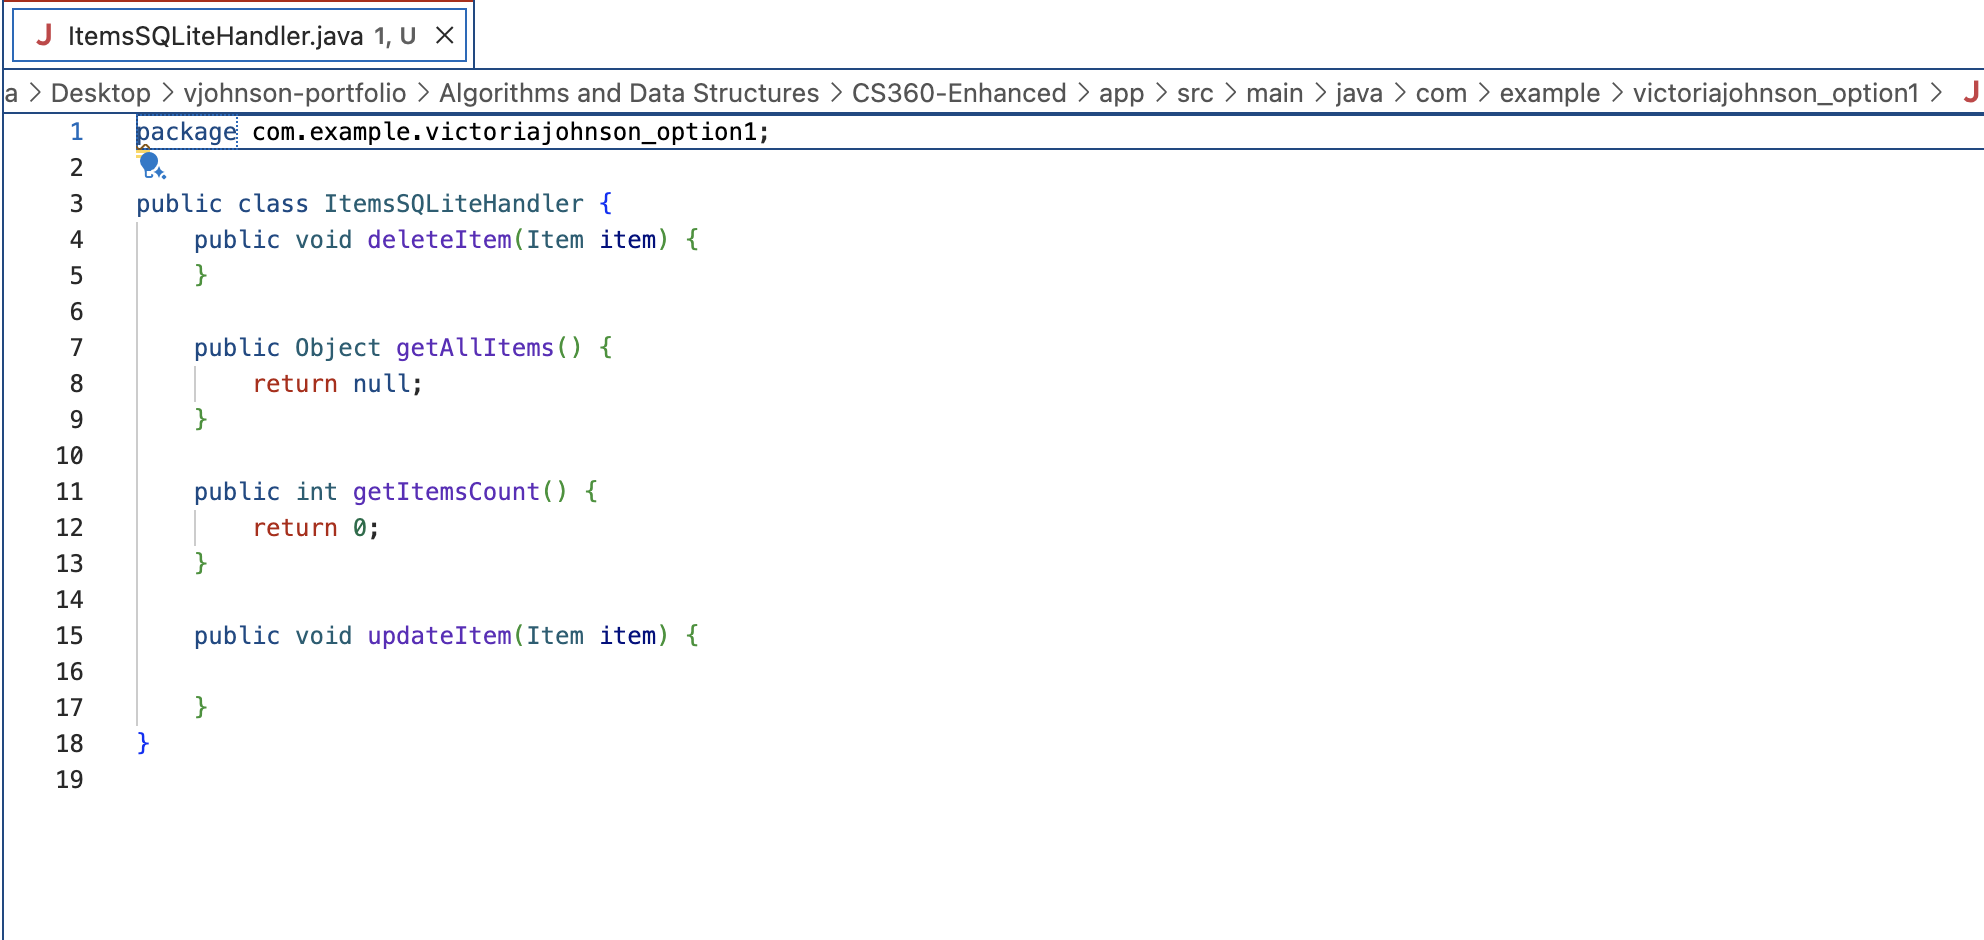 J ItemsSQLiteHandler.java 1, U ×
a > Desktop > vjohnson-portfolio > Algorithms and Data Structures > CS360-Enhanced > app > src > main > java > com > example > victoriajohnson_option1 > J
1 package com.example.victoriajohnson_option1;
2
3 public class ItemsSQLiteHandler {
4     public void deleteItem(Item item) {
5     }
6
7     public Object getAllItems() {
8         return null;
9     }
10
11     public int getItemsCount() {
12         return 0;
13     }
14
15     public void updateItem(Item item) {
16
17     }
18 }
19